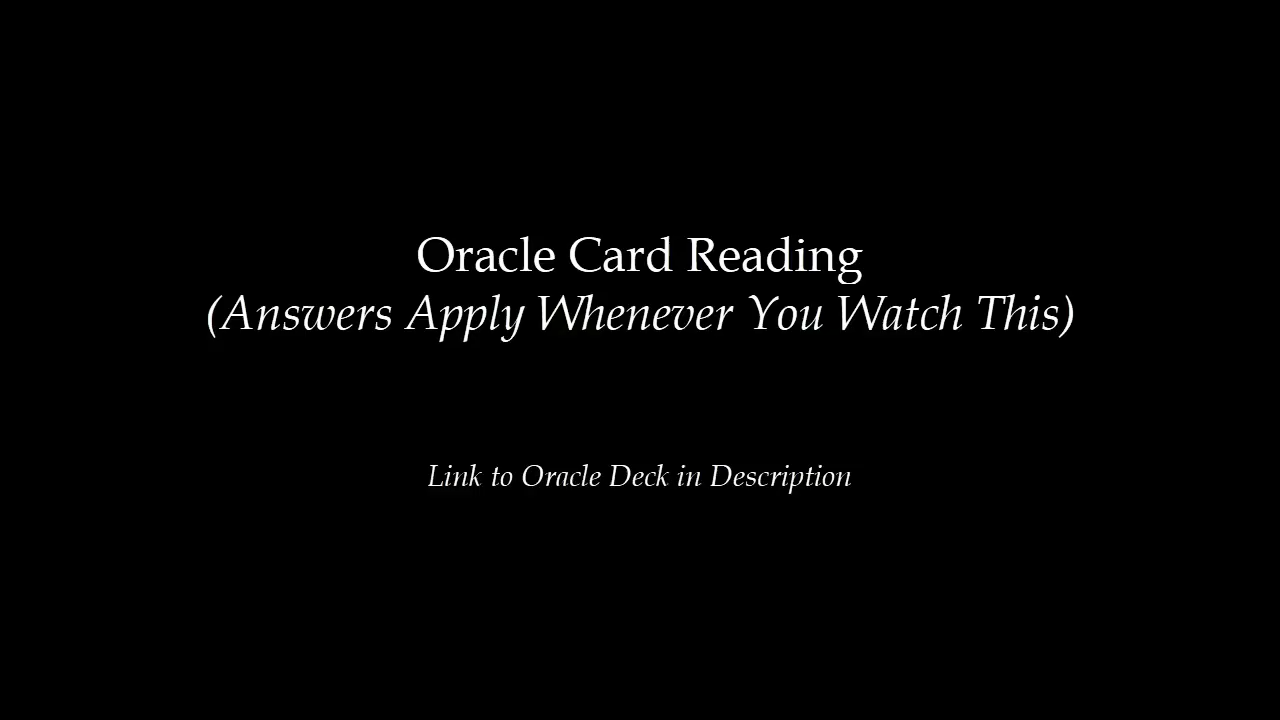 Oracle Card Reading
(Answers Apply Whenever You Watch This)
Link to Oracle Deck in Description